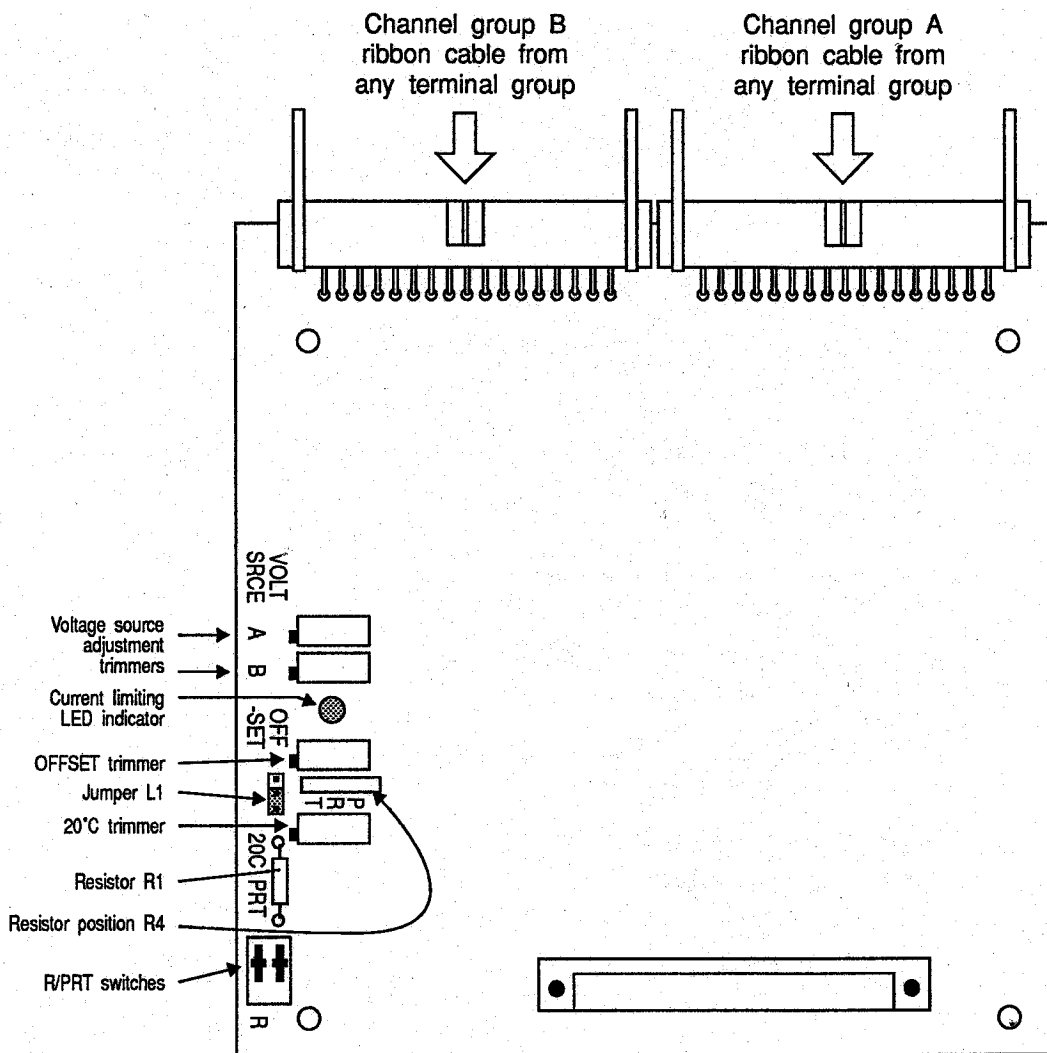 Channel group B
ribbon cable from
any terminal group
Channel group A
ribbon cable from
any terminal group
VOLT
SRCE
A
B
Voltage source
adjustment
trimmers
Current limiting
LED indicator
OFF
-SET
OFFSET trimmer
Jumper L1
PRT
20°C trimmer
20C PRT
Resistor R1
Resistor position R4
R/PRT switches
R